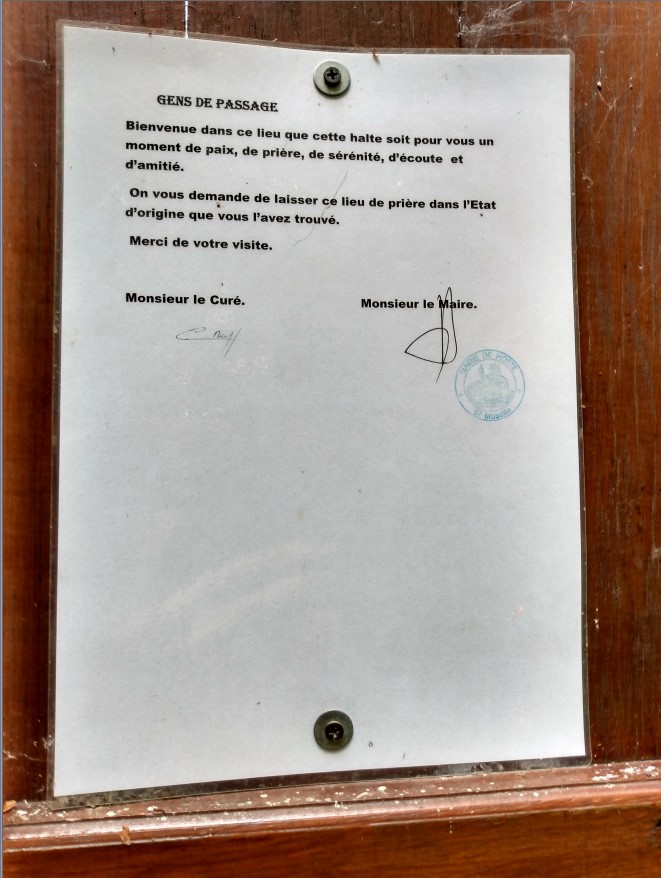 GENS DE PASSAGE
Bienvenue dans ce lieu que cette halte soit pour vous un
moment de paix, de prière, de sérénité, d'écoute et
d'amitié.
On vous demande de laisser ce lieu de prière dans l'Etat
d'origine que vous l'avez trouvé.
Merci de votre visite.
Monsieur le Curé. Monsieur le Maire.
MAIRIE DE